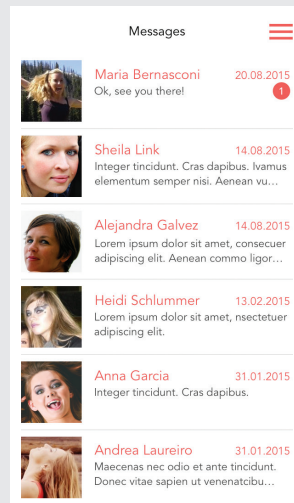 Messages
Maria Bernasconi 20.08.2015
Ok, see you there! 1
Sheila Link 14.08.2015
Integer tincidunt. Cras dapibus. Ivamus
elementum semper nisi. Aenean vu…
Alejandra Galvez 14.08.2015
Lorem ipsum dolor sit amet, consecuer
adipiscing elit. Aenean commo ligor…
Heidi Schlummer 13.02.2015
Lorem ipsum dolor sit amet, nsectetuer
adipiscing elit.
Anna Garcia 31.01.2015
Integer tincidunt. Cras dapibus.
Andrea Laureiro 31.01.2015
Maecenas nec odio et ante tincidunt.
Donec vitae sapien ut venenatcibu…